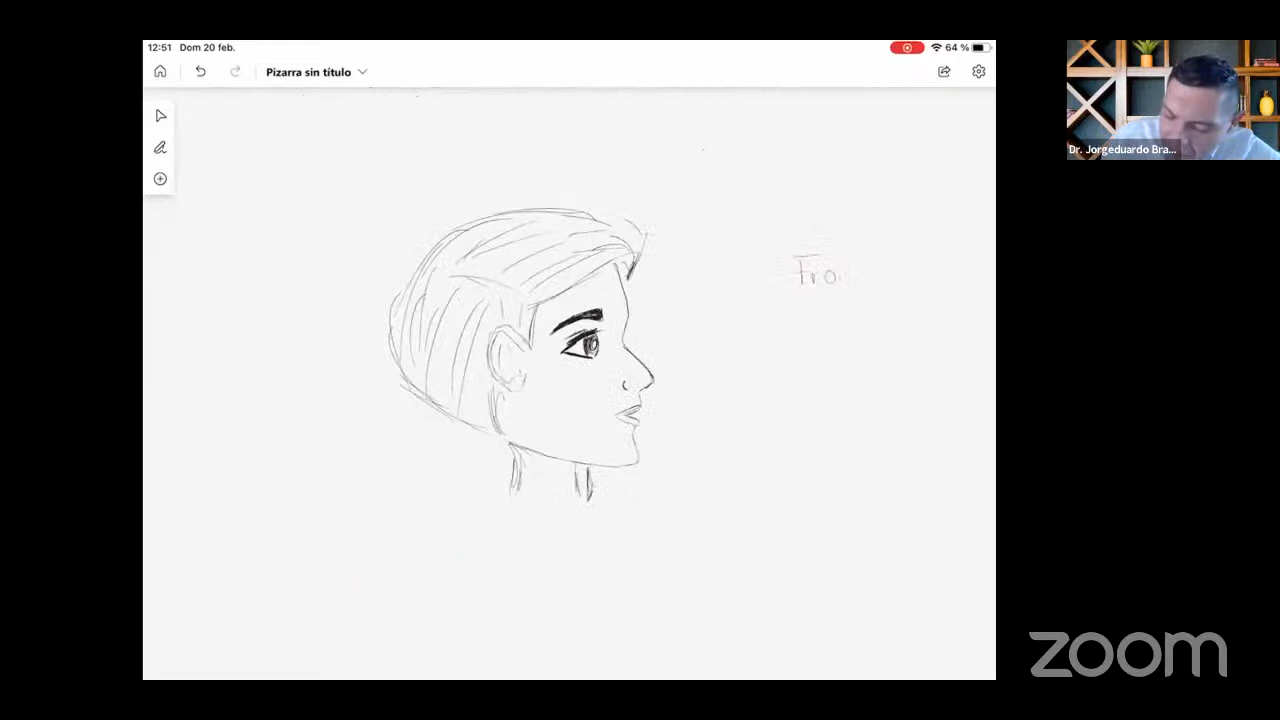 12:51 Dom 20 feb.
64 %
Pizarra sin título
Fro
Dr. Jorgeduardo Bra...
zoom